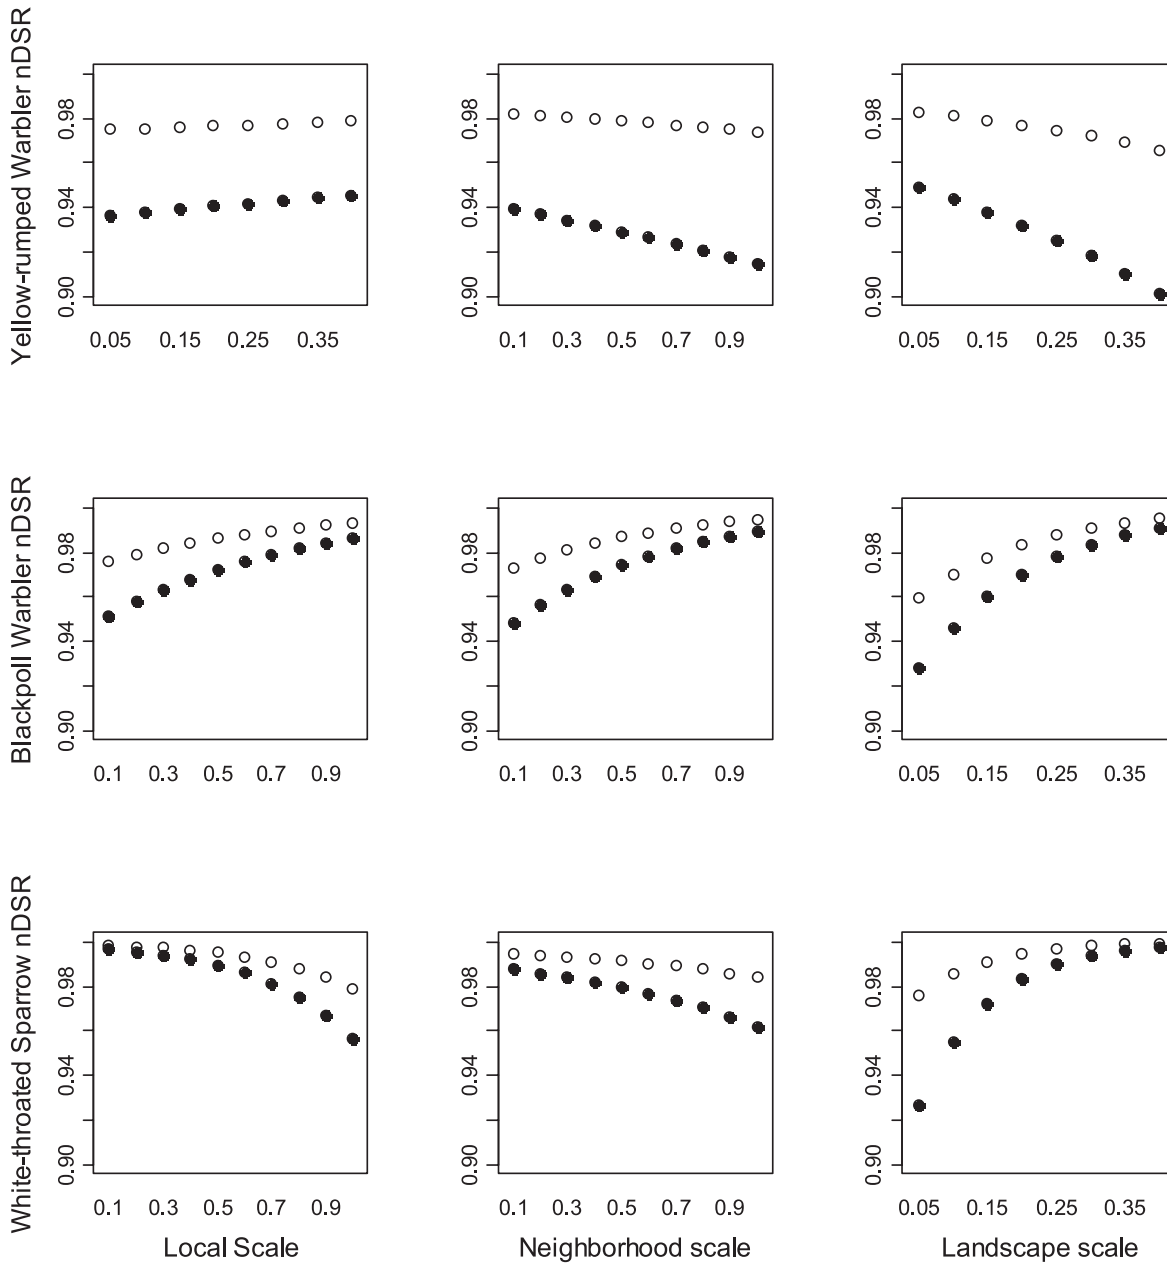 Yellow-rumped Warbler nDSR
0.98
0.94
0.90
0.05 0.15 0.25 0.35
0.98
0.94
0.90
0.1 0.3 0.5 0.7 0.9
0.98
0.94
0.90
0.05 0.15 0.25 0.35
Blackpoll Warbler nDSR
0.98
0.94
0.90
0.1 0.3 0.5 0.7 0.9
0.98
0.94
0.90
0.1 0.3 0.5 0.7 0.9
0.98
0.94
0.90
0.05 0.15 0.25 0.35
White-throated Sparrow nDSR
0.98
0.94
0.90
0.1 0.3 0.5 0.7 0.9
Local Scale
0.98
0.94
0.90
0.1 0.3 0.5 0.7 0.9
Neighborhood scale
0.98
0.94
0.90
0.05 0.15 0.25 0.35
Landscape scale